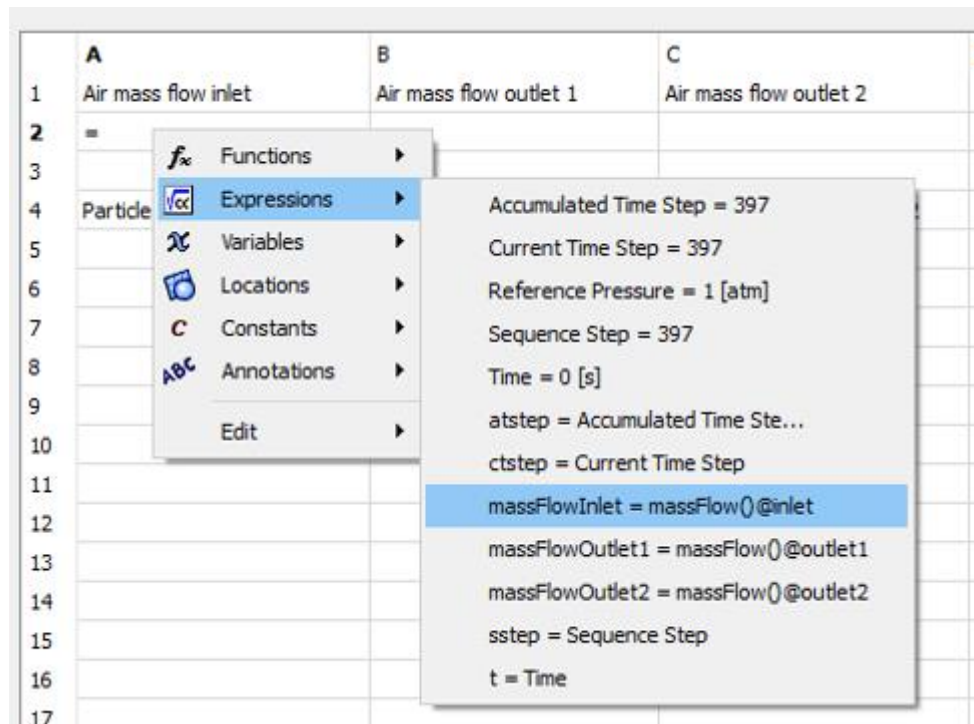 A B C
1 Air mass flow inlet Air mass flow outlet 1 Air mass flow outlet 2
2 =
fx Functions
3
Accumulated Time Step = 397
4 Particle √α Expressions
Current Time Step = 397
5 x Variables
Reference Pressure = 1 [atm]
6 Locations
Sequence Step = 397
7 C Constants
Time = 0 [s]
8 ABC Annotations
atstep = Accumulated Time Ste...
9
Edit
10
ctstep = Current Time Step
11
massFlowInlet = massFlow()@inlet
12
massFlowOutlet1 = massFlow()@outlet1
13
massFlowOutlet2 = massFlow()@outlet2
14
sstep = Sequence Step
15
t = Time
16
17